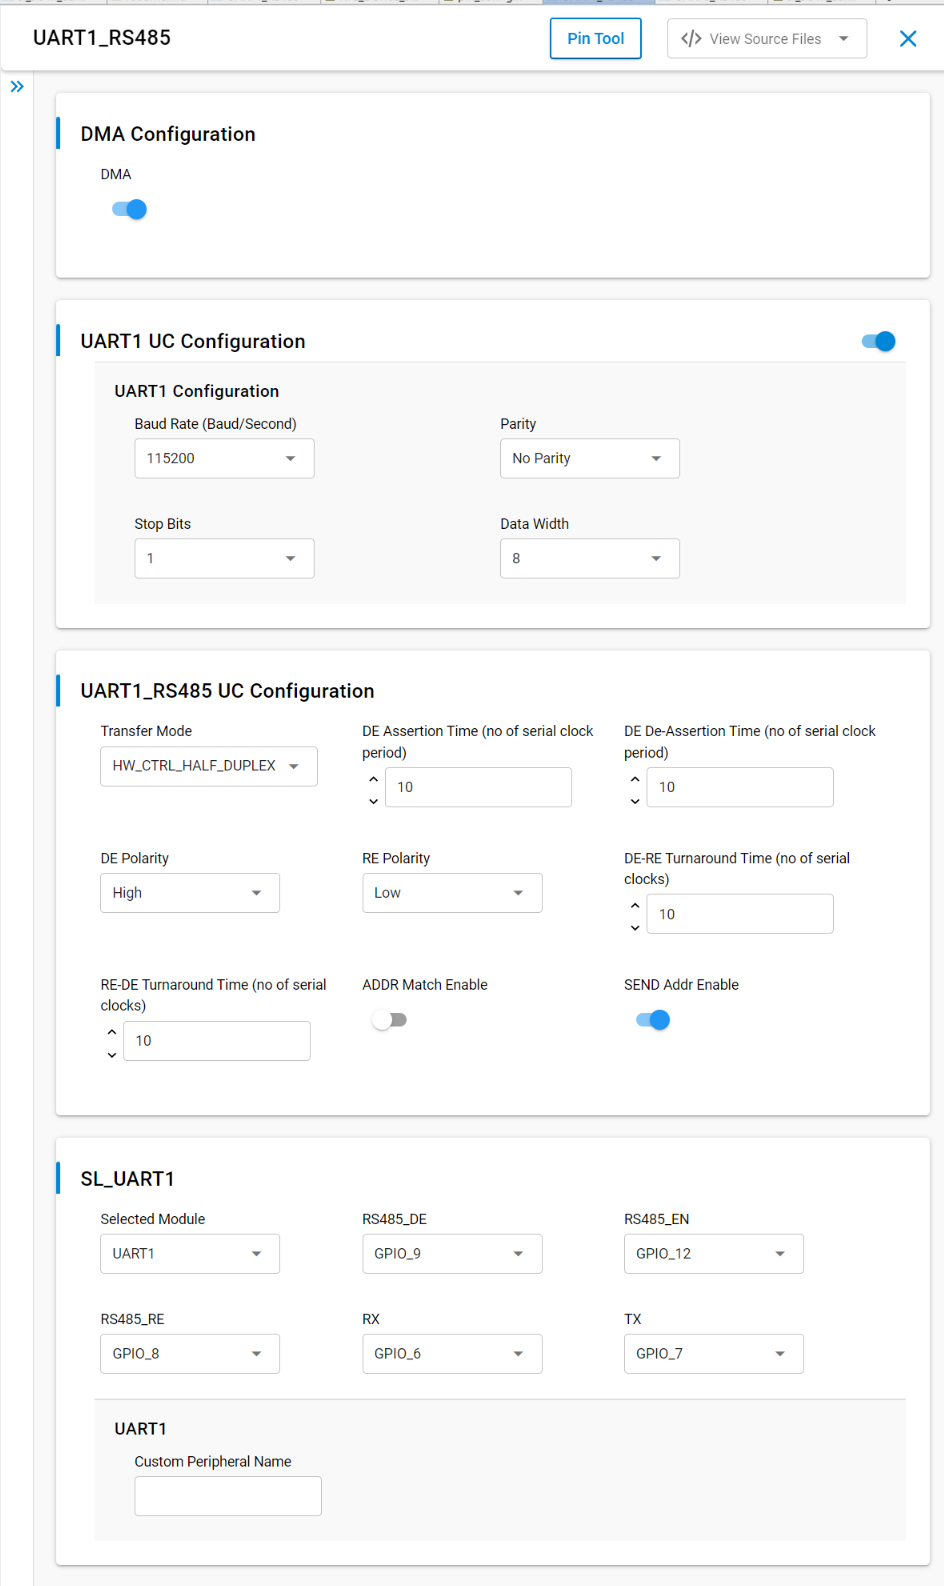 UART1_RS485
Pin Tool
</> View Source Files
DMA Configuration
DMA
UART1 UC Configuration
UART1 Configuration
Baud Rate (Baud/Second)
Parity
115200
No Parity
Stop Bits
Data Width
1
8
UART1_RS485 UC Configuration
Transfer Mode
HW_CTRL_HALF_DUPLEX
DE Assertion Time (no of serial clock
period)
10
DE De-Assertion Time (no of serial clock
period)
10
DE Polarity
High
RE Polarity
Low
DE-RE Turnaround Time (no of serial
clocks)
10
RE-DE Turnaround Time (no of serial
clocks)
10
ADDR Match Enable
SEND Addr Enable
SL_UART1
Selected Module
RS485_DE
RS485_EN
UART1
GPIO_9
GPIO_12
RS485_RE
RX
TX
GPIO_8
GPIO_6
GPIO_7
UART1
Custom Peripheral Name